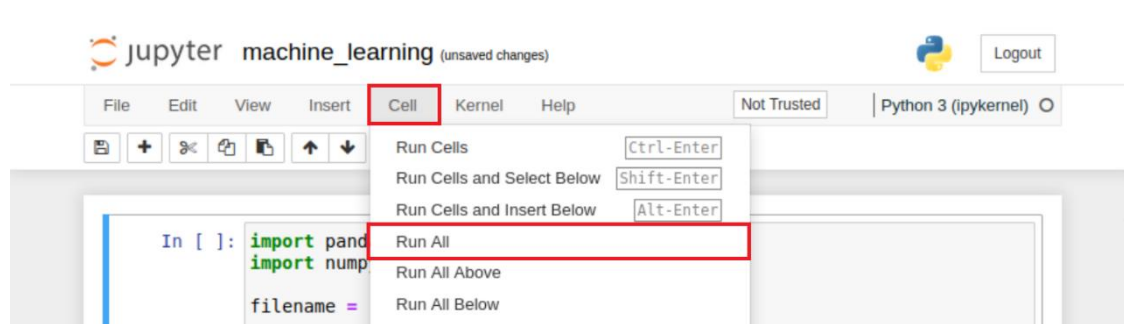 jupyter machine_learning (unsaved changes) Logout
File Edit View Insert Cell Kernel Help Not Trusted Python 3 (ipykernel)
Run Cells Ctrl-Enter
Run Cells and Select Below Shift-Enter
Run Cells and Insert Below Alt-Enter
In [ ]: import pand Run All
import nump
Run All Above
filename = Run All Below